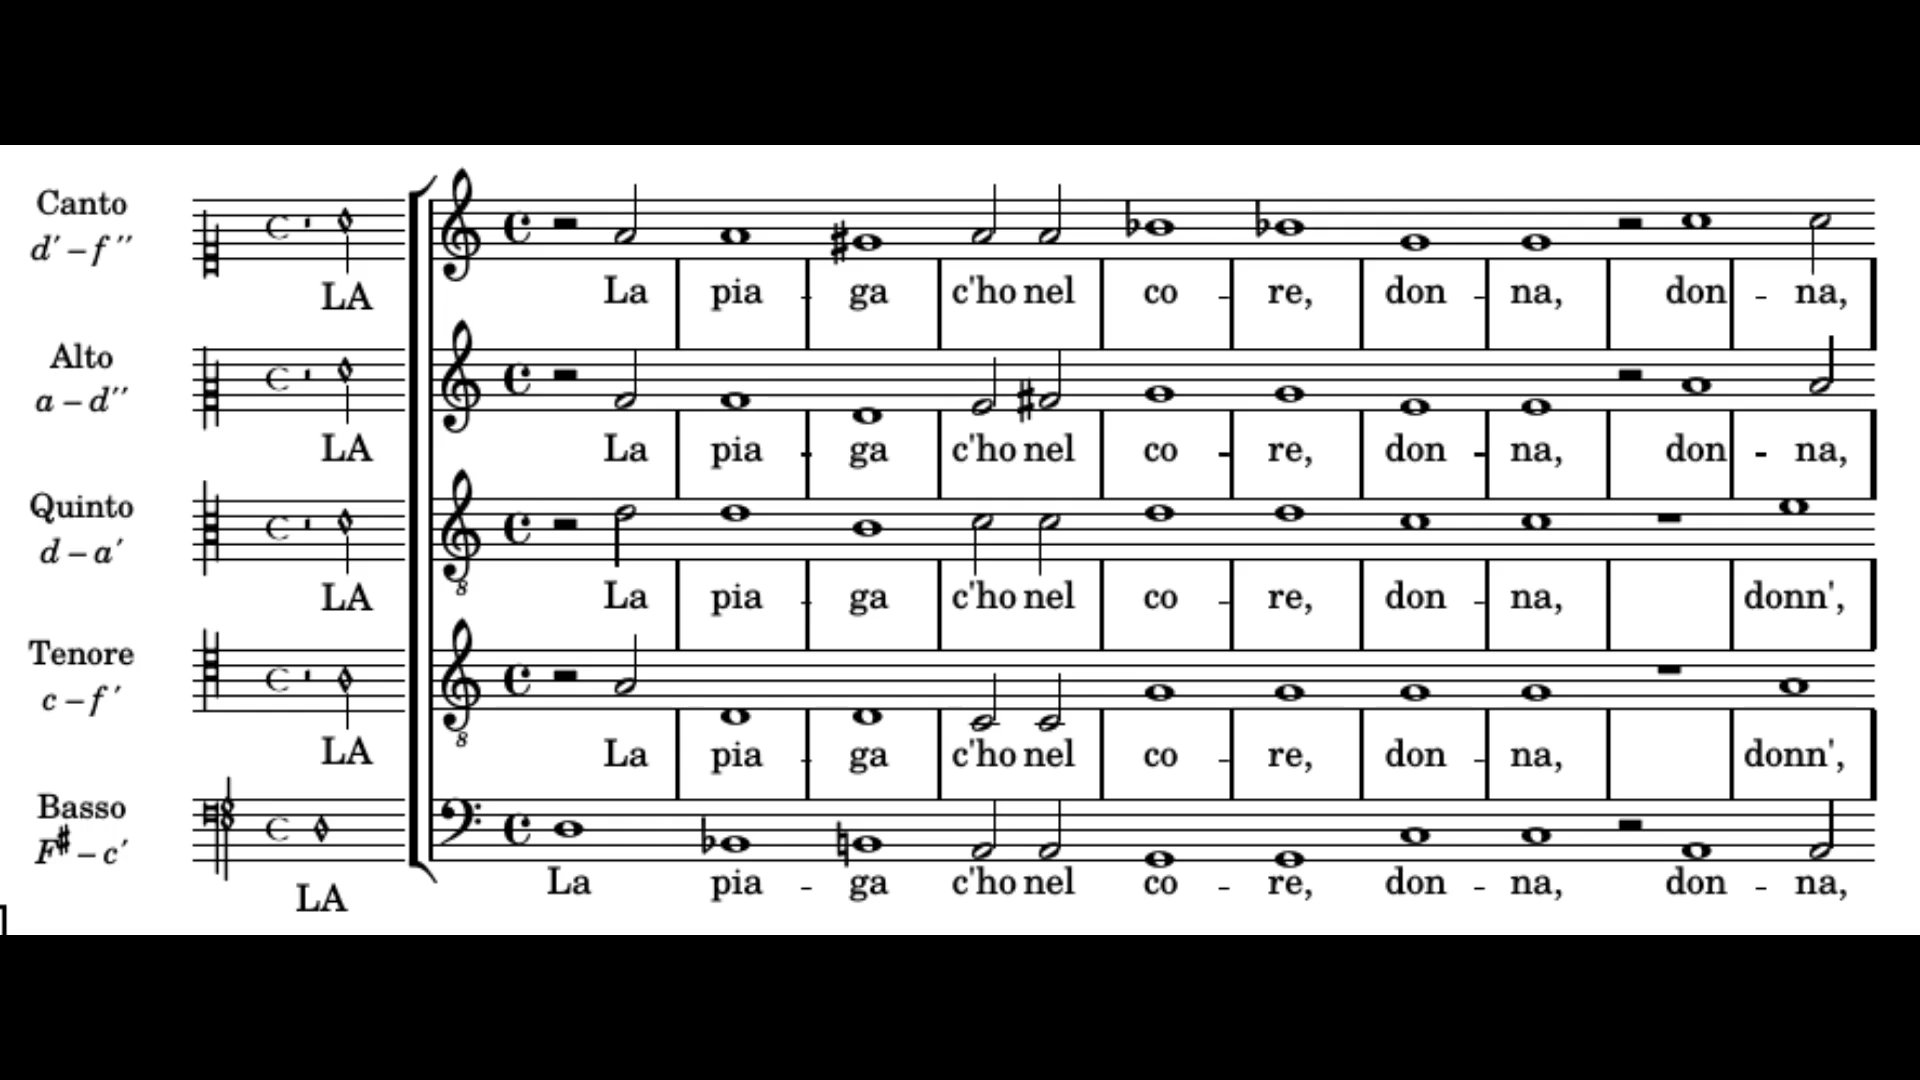 Canto
d′ – f ″
LA
La pia - ga c'ho nel co - re, don - na, don - na,
Alto
a – d″
LA
La pia - ga c'ho nel co - re, don - na, don - na,
Quinto
d – a′
LA
8
La pia - ga c'ho nel co - re, don - na, donn',
Tenore
c – f ′
LA
8
La pia - ga c'ho nel co - re, don - na, donn',
Basso
F♯ – c′
LA
La pia - ga c'ho nel co - re, don - na, don - na,